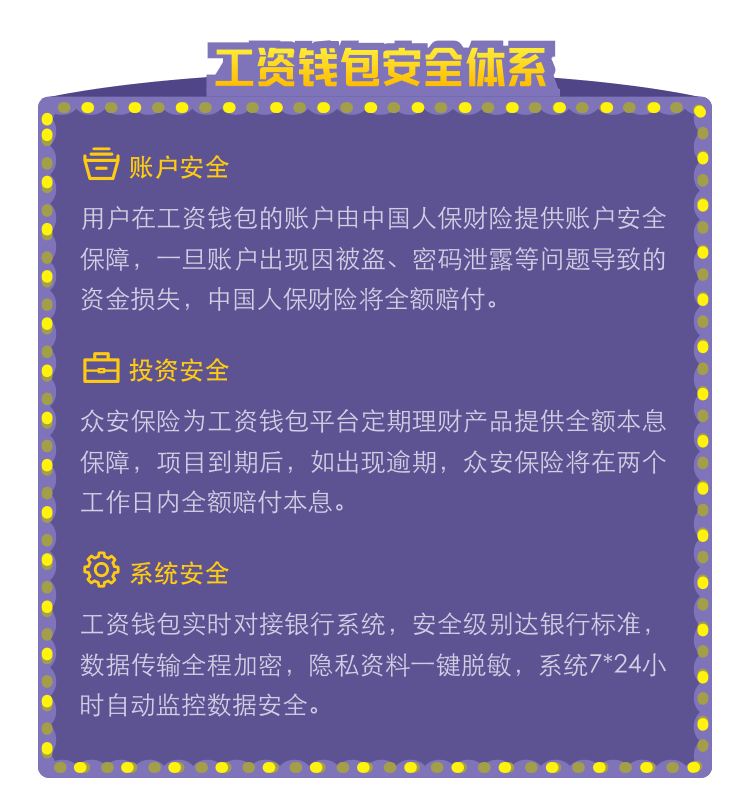 工资钱包安全体系
账户安全
用户在工资钱包的账户由中国人保财险提供账户安全
保障，一旦账户出现因被盗、密码泄露等问题导致的
资金损失，中国人保财险将全额赔付。
投资安全
众安保险为工资钱包平台定期理财产品提供全额本息
保障，项目到期后，如出现逾期，众安保险将在两个
工作日内全额赔付本息。
系统安全
工资钱包实时对接银行系统，安全级别达银行标准，
数据传输全程加密，隐私资料一键脱敏，系统7*24小
时自动监控数据安全。